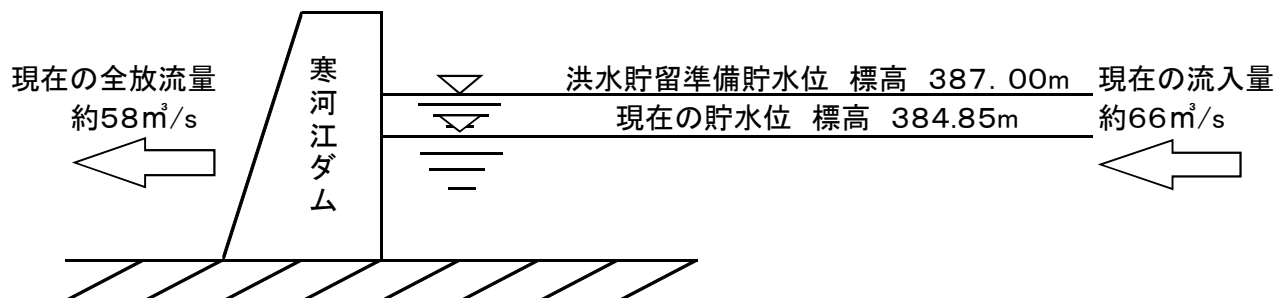 現在の全放流量
約58㎥/s
寒河江ダム
洪水貯留準備貯水位 標高 387.00m
現在の貯水位 標高 384.85m
現在の流入量
約66㎥/s